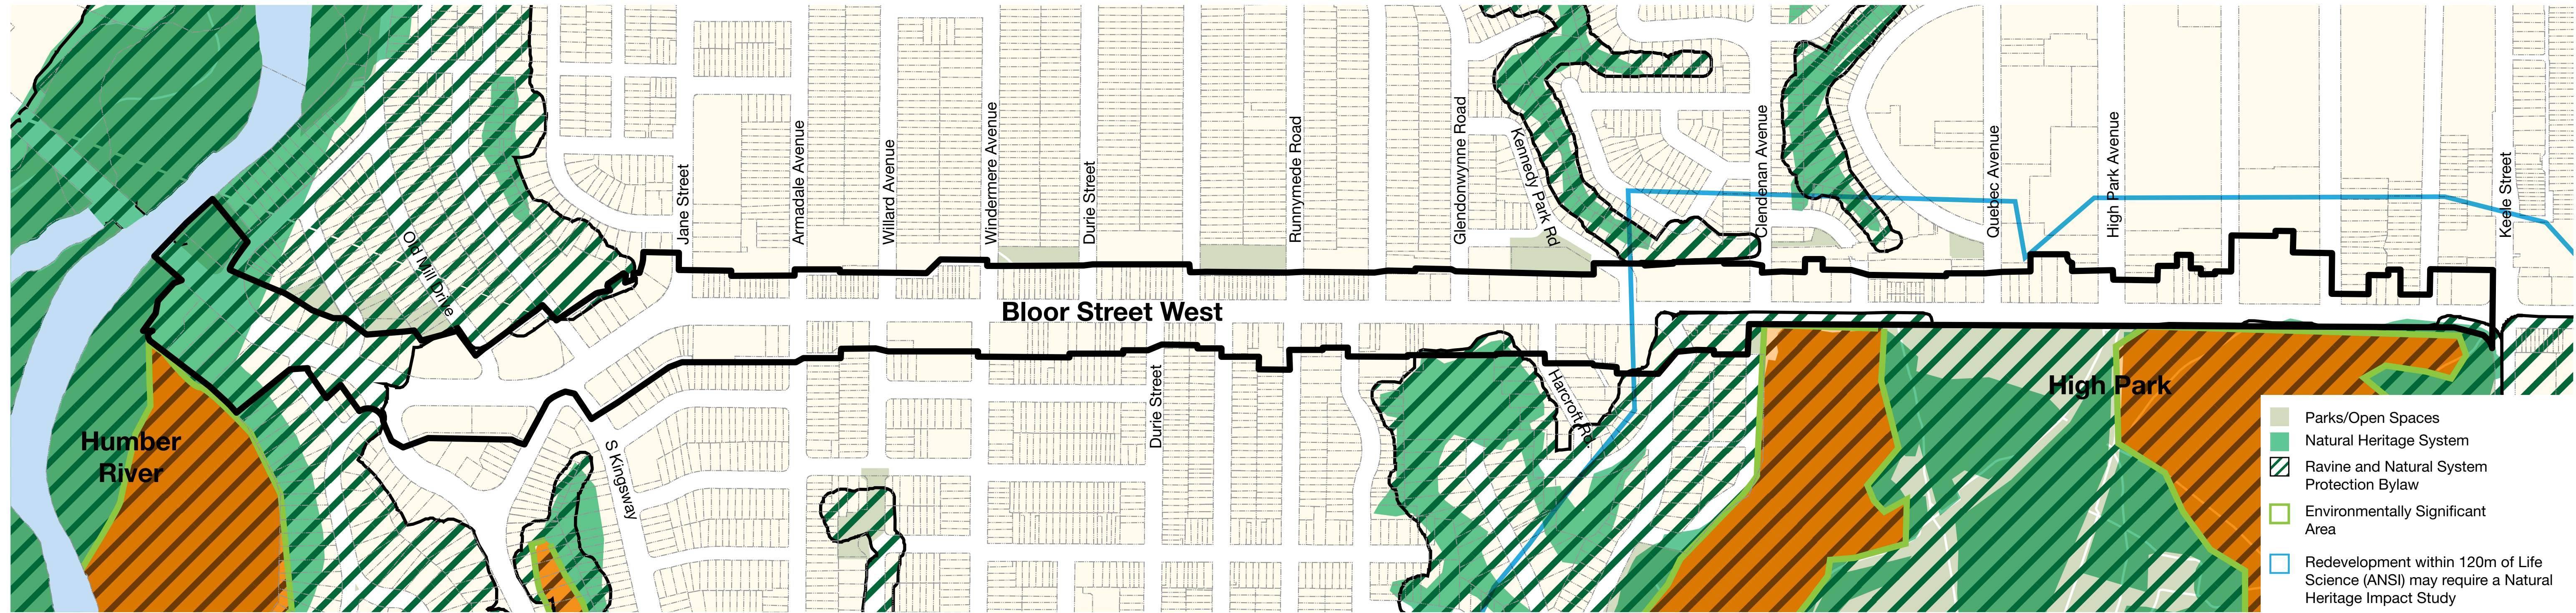 Jane Street
Armadale Avenue
Willard Avenue
Windermere Avenue
Durie Street
Runnymede Road
Glendonwynne Road
Kennedy Park Rd
Clendenan Avenue
Quebec Avenue
High Park Avenue
Keele Street
Old Mill Drive
Bloor Street West
Humber
River
S Kingsway
Durie Street
Harcroft Rd.
High Park
Parks/Open Spaces
Natural Heritage System
Ravine and Natural System
Protection Bylaw
Environmentally Significant
Area
Redevelopment within 120m of Life
Science (ANSI) may require a Natural
Heritage Impact Study